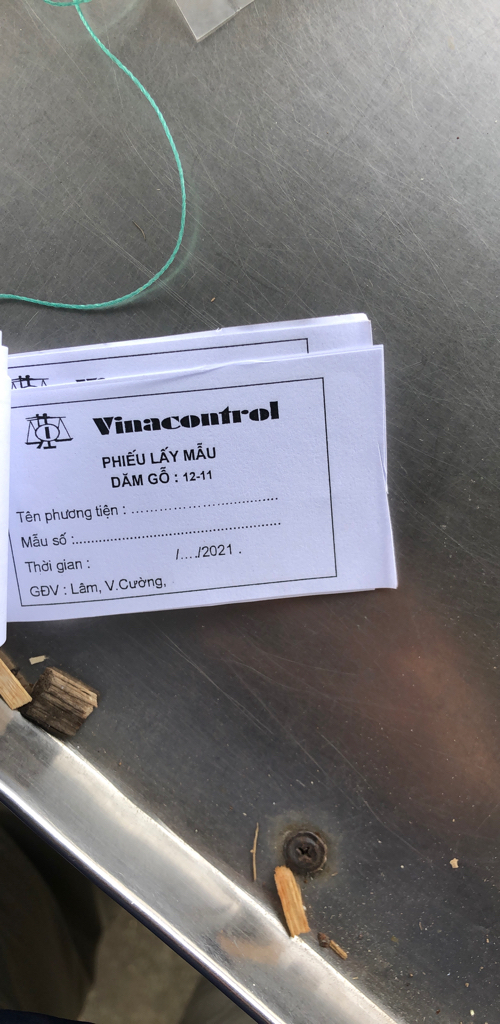 Vinacontrol
PHIẾU LẤY MẪU
DĂM GỖ : 12-11
Tên phương tiện : ..............................
Mẫu số :..................................................
Thời gian : /..../2021 .
GĐV : Lâm, V.Cường,